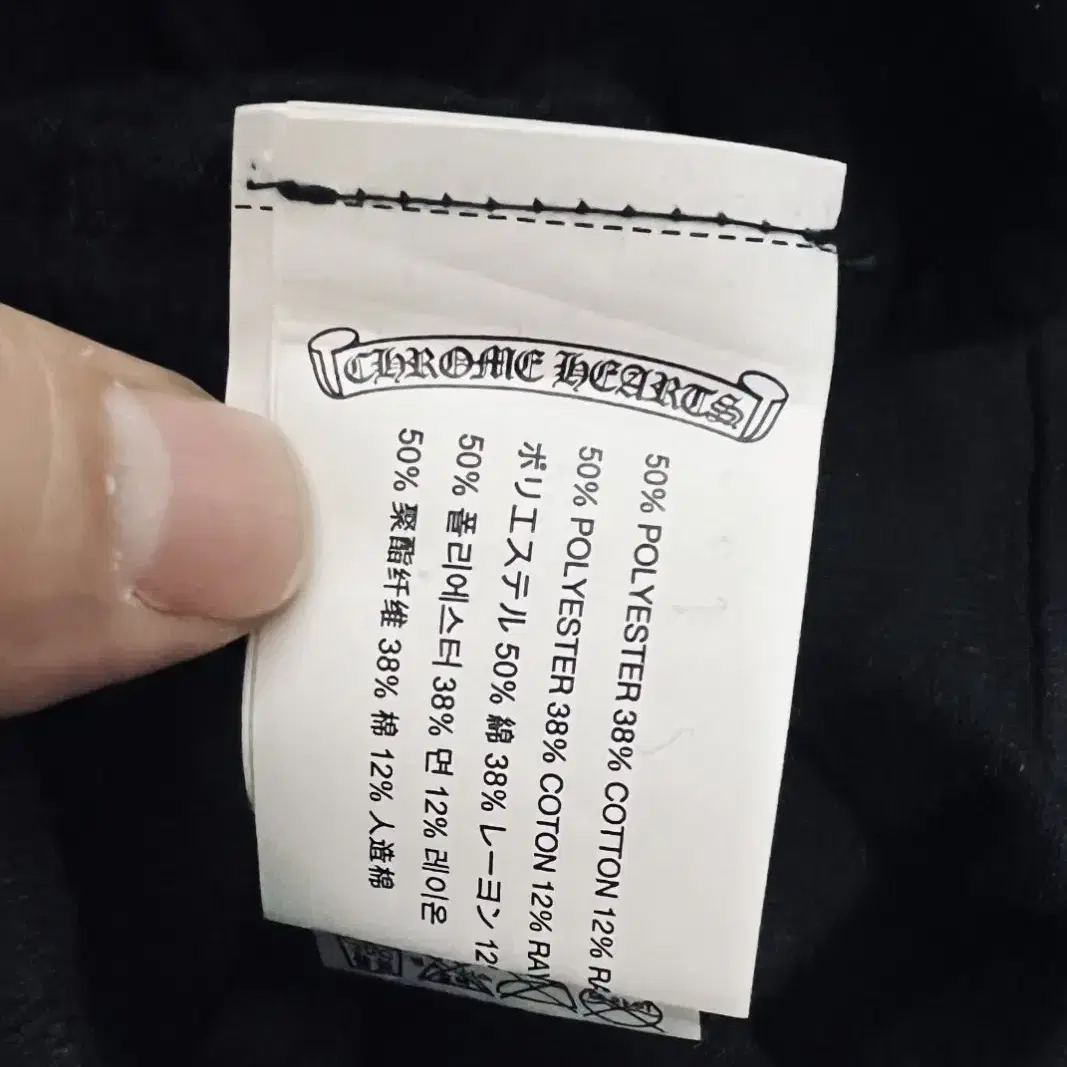 CHROME HEARTS
50% POLYESTER 38% COTTON 12%
50% POLYESTER 38% COTON 12%
ポリエステル 50% 綿 38% レーヨン 12
50% 폴리에스터 38% 면 12% 레이온
50% 聚酯纤维 38% 棉 12% 人造棉